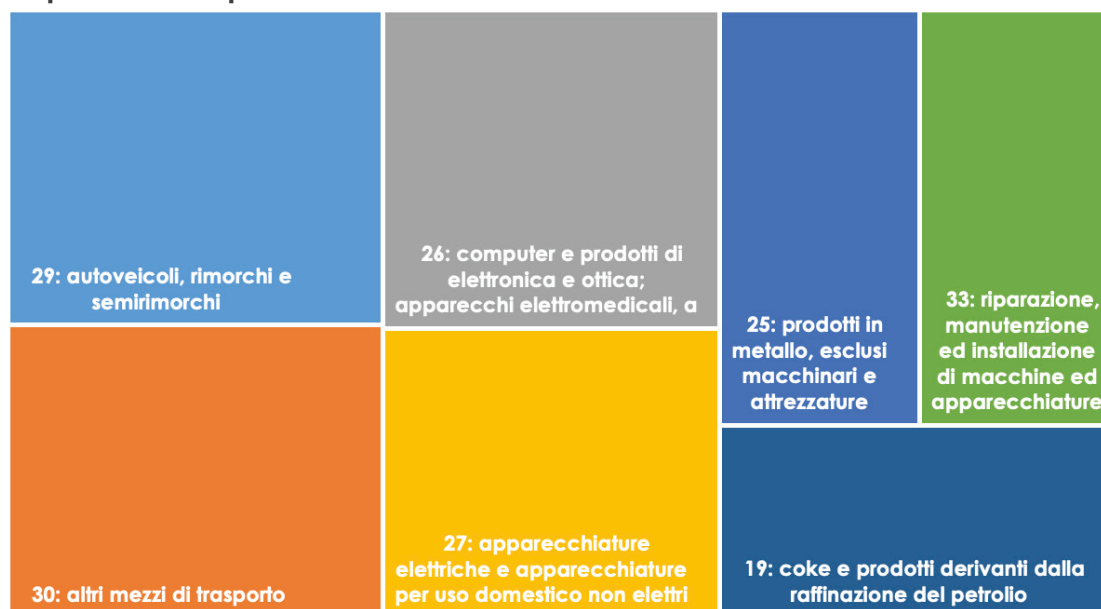 29: autoveicoli, rimorchi e
semirimorchi
30: altri mezzi di trasporto
26: computer e prodotti di
elettronica e ottica;
apparecchi elettromedicali, a
27: apparecchiature
elettriche e apparecchiature
per uso domestico non elettri
25: prodotti in
metallo, esclusi
macchinari e
attrezzature
33: riparazione,
manutenzione
ed installazione
di macchine ed
apparecchiature
19: coke e prodotti derivanti dalla
raffinazione del petrolio